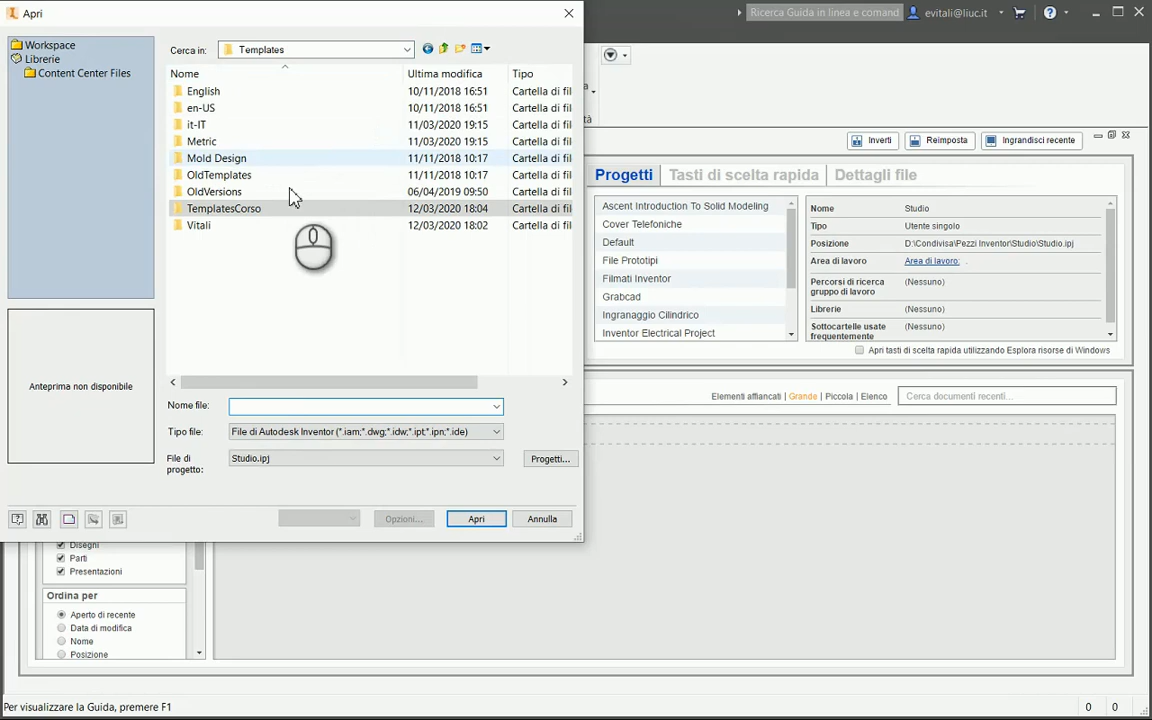 Apri
Ricerca Guida in linea e comand
evitali@liuc.it
Workspace
Librerie
Content Center Files
Cerca in:
Templates
Nome
Ultima modifica
Tipo
English
10/11/2018 16:51
Cartella di fil
en-US
10/11/2018 16:51
Cartella di fil
it-IT
11/03/2020 19:15
Cartella di fil
Metric
11/03/2020 19:15
Cartella di fil
Mold Design
11/11/2018 10:17
Cartella di fil
OldTemplates
11/11/2018 10:17
Cartella di fil
OldVersions
06/04/2019 09:50
Cartella di fil
TemplatesCorso
12/03/2020 18:04
Cartella di fil
Vitali
12/03/2020 18:02
Cartella di fil
Anteprima non disponibile
Nome file:
Tipo file:
File di Autodesk Inventor (*.iam;*.dwg;*.idw;*.ipt;*.ipn;*.ide)
File di progetto:
Studio.ipj
Progetti...
Opzioni...
Apri
Annulla
Inverti
Reimposta
Ingrandisci recente
Progetti
Tasti di scelta rapida
Dettagli file
Ascent Introduction To Solid Modeling
Cover Telefoniche
Default
File Prototipi
Filmati Inventor
Grabcad
Ingranaggio Cilindrico
Inventor Electrical Project
Nome
Studio
Tipo
Utente singolo
Posizione
D:\Condivisa\Pezzi Inventor\Studio\Studio.ipj
Area di lavoro
Area di lavoro: .
Percorsi di ricerca
gruppo di lavoro
(Nessuno)
Librerie
(Nessuno)
Sottocartelle usate
frequentemente
(Nessuno)
Apri tasti di scelta rapida utilizzando Esplora risorse di Windows
Elementi affiancati | Grande | Piccola | Elenco
Cerca documenti recenti...
Disegni
Parti
Presentazioni
Ordina per
Aperto di recente
Data di modifica
Nome
Posizione
Per visualizzare la Guida, premere F1
0
0